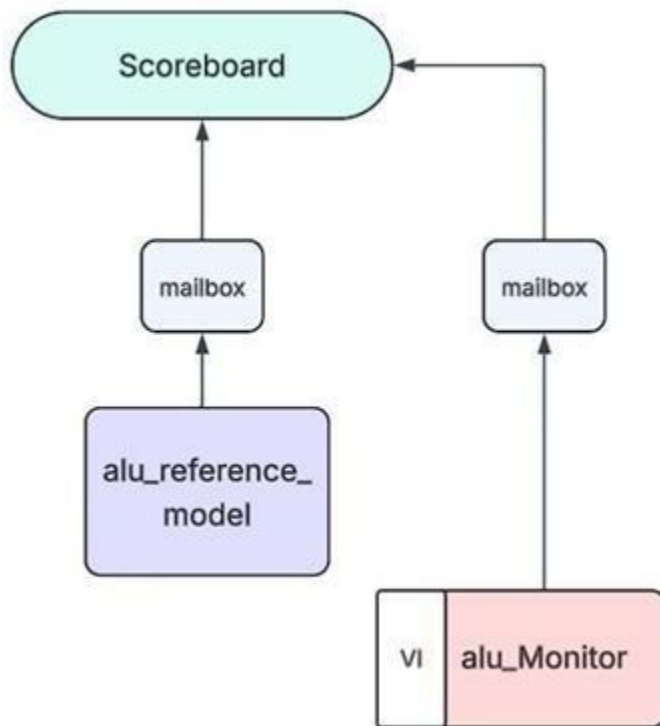 Scoreboard
mailbox
mailbox
alu_reference_
model
VI
alu_Monitor